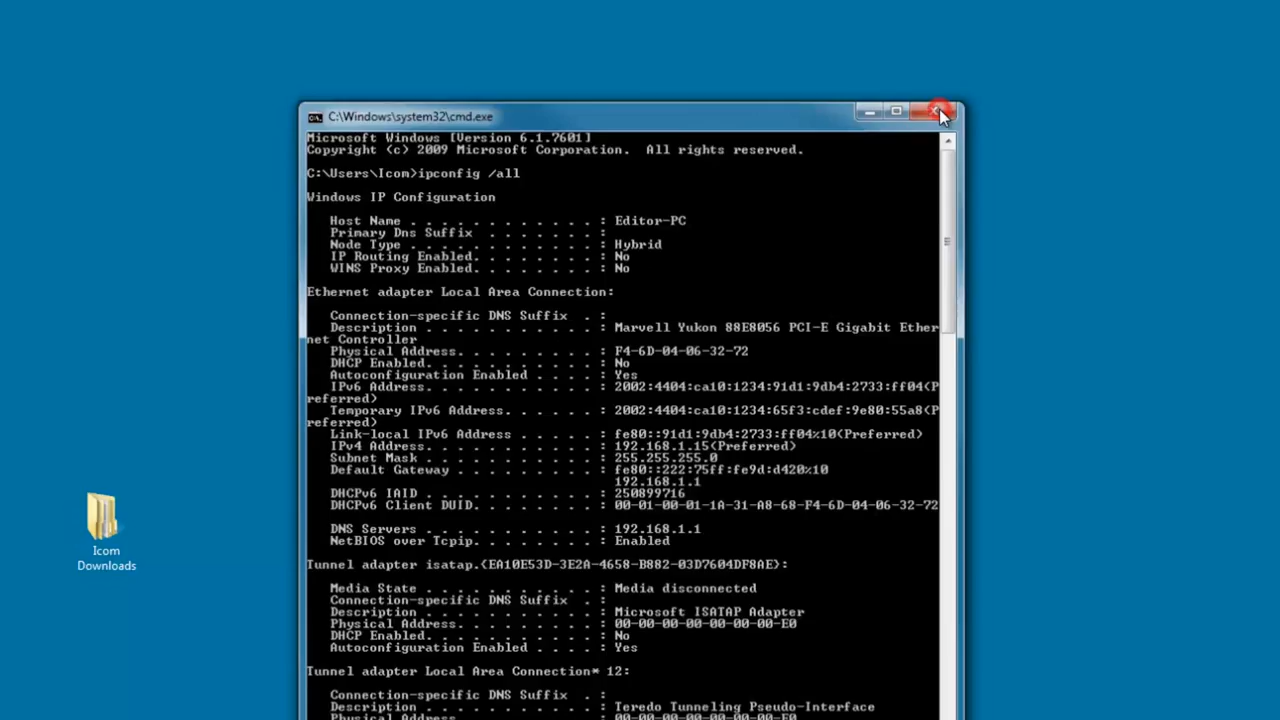 C:\Windows\system32\cmd.exe
Microsoft Windows [Version 6.1.7601]
Copyright (c) 2009 Microsoft Corporation.  All rights reserved.
C:\Users\Icom>ipconfig /all
Windows IP Configuration
Host Name . . . . . . . . . . . . : Editor-PC
Primary Dns Suffix  . . . . . . . :
Node Type . . . . . . . . . . . . : Hybrid
IP Routing Enabled. . . . . . . . : No
WINS Proxy Enabled. . . . . . . . : No
Ethernet adapter Local Area Connection:
Connection-specific DNS Suffix  . :
Description . . . . . . . . . . . : Marvell Yukon 88E8056 PCI-E Gigabit Ether
net Controller
Physical Address. . . . . . . . . : F4-6D-04-06-32-72
DHCP Enabled. . . . . . . . . . . : No
Autoconfiguration Enabled . . . . : Yes
IPv6 Address. . . . . . . . . . . : 2002:4404:ca10:1234:91d1:9db4:2733:ff04(P
referred)
Temporary IPv6 Address. . . . . . : 2002:4404:ca10:1234:65f3:cdef:9e80:55a8(P
referred)
Link-local IPv6 Address . . . . . : fe80::91d1:9db4:2733:ff04%10(Preferred)
IPv4 Address. . . . . . . . . . . : 192.168.1.15(Preferred)
Subnet Mask . . . . . . . . . . . : 255.255.255.0
Default Gateway . . . . . . . . . : fe80::222:75ff:fe9d:d420%10
192.168.1.1
DHCPv6 IAID . . . . . . . . . . . : 250899716
DHCPv6 Client DUID. . . . . . . . : 00-01-00-01-1A-31-A8-68-F4-6D-04-06-32-72
DNS Servers . . . . . . . . . . . : 192.168.1.1
NetBIOS over Tcpip. . . . . . . . : Enabled
Tunnel adapter isatap.{EA10E53D-3E2A-4658-B882-03D7604DF8AE}:
Media State . . . . . . . . . . . : Media disconnected
Connection-specific DNS Suffix  . :
Description . . . . . . . . . . . : Microsoft ISATAP Adapter
Physical Address. . . . . . . . . : 00-00-00-00-00-00-00-E0
DHCP Enabled. . . . . . . . . . . : No
Autoconfiguration Enabled . . . . : Yes
Tunnel adapter Local Area Connection* 12:
Connection-specific DNS Suffix  . :
Description . . . . . . . . . . . : Teredo Tunneling Pseudo-Interface
Physical Address. . . . . . . . . : 00-00-00-00-00-00-00-E0
Icom
Downloads